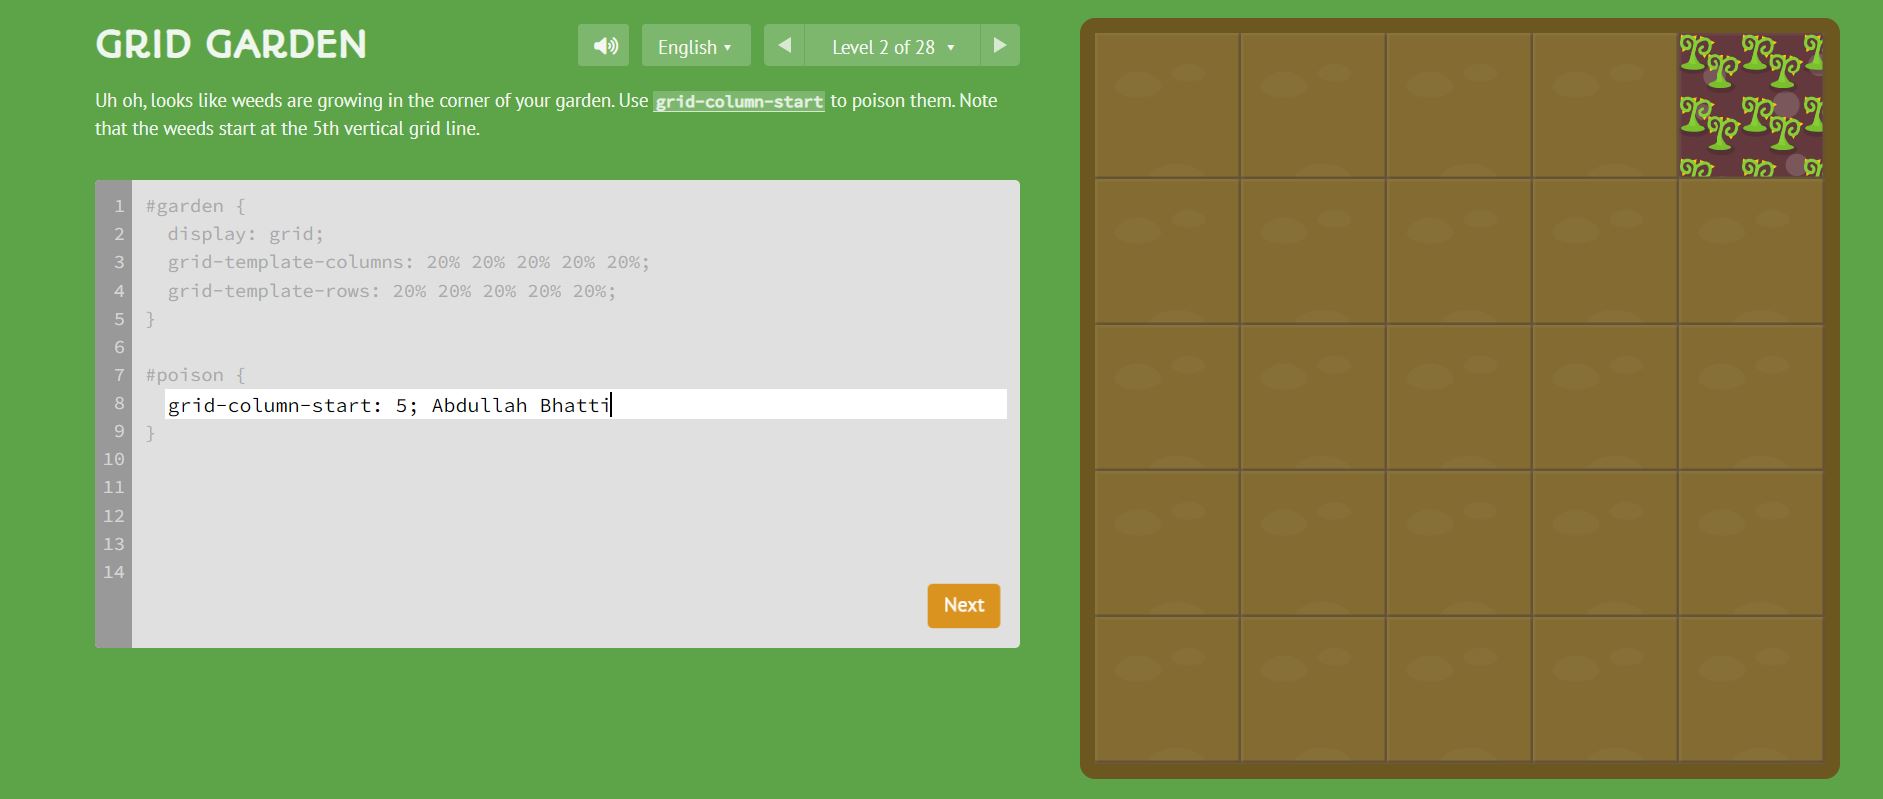 GRID GARDEN
English ▾
Level 2 of 28 ▾
Uh oh, looks like weeds are growing in the corner of your garden. Use grid-column-start to poison them. Note
that the weeds start at the 5th vertical grid line.
1 #garden {
2   display: grid;
3   grid-template-columns: 20% 20% 20% 20% 20%;
4   grid-template-rows: 20% 20% 20% 20% 20%;
5 }
6
7 #poison {
8   grid-column-start: 5; Abdullah Bhatti
9 }
10
11
12
13
14
Next